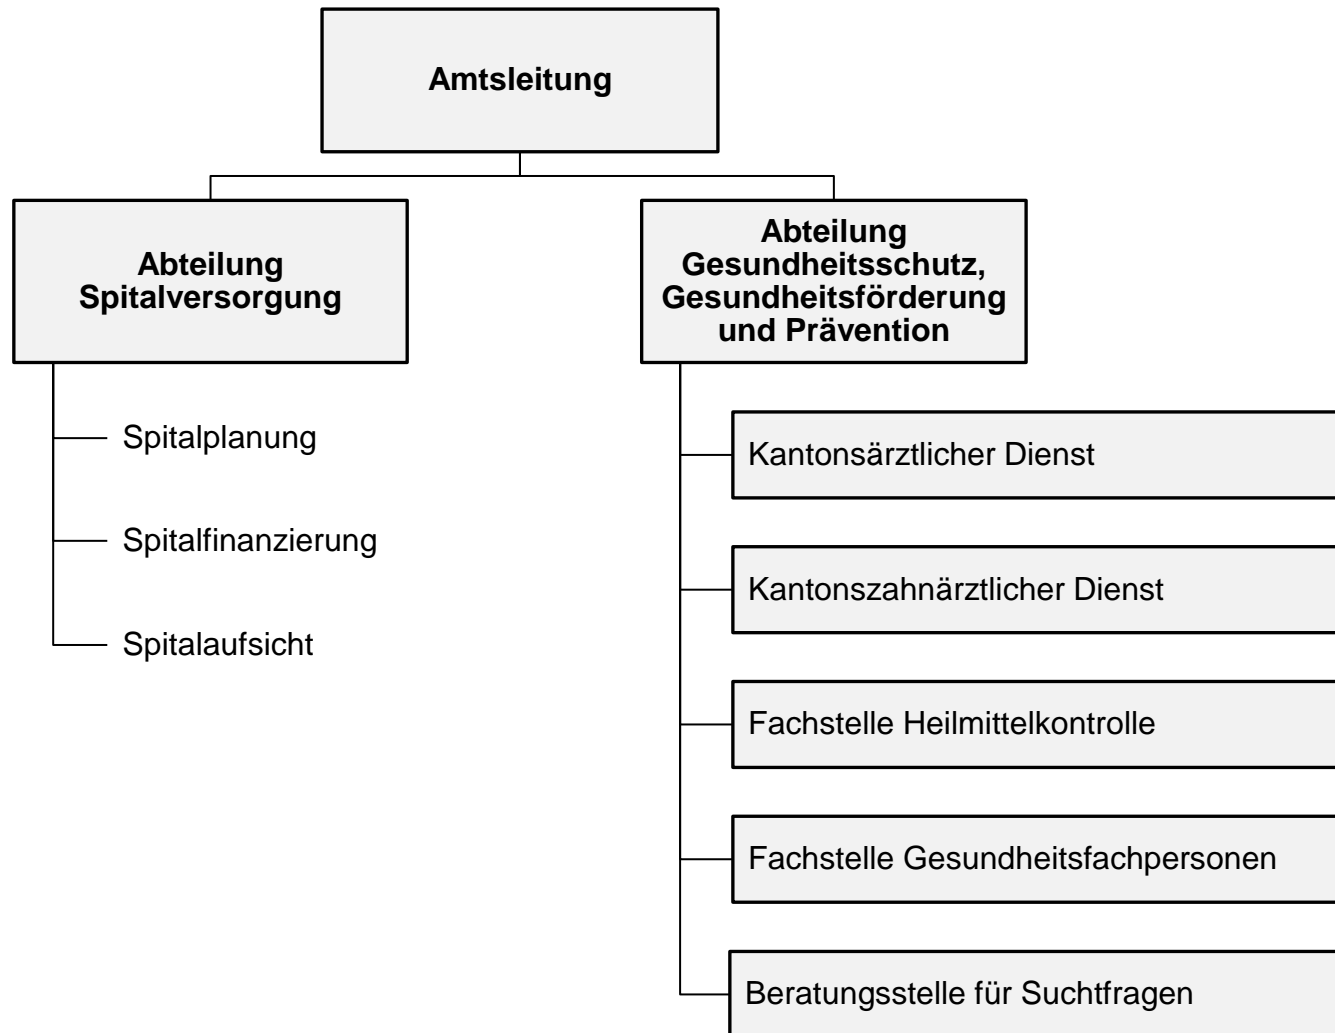 Amtsleitung
Abteilung
Spitalversorgung
Spitalplanung
Spitalfinanzierung
Spitalaufsicht
Abteilung
Gesundheitsschutz,
Gesundheitsförderung
und Prävention
Kantonsärztlicher Dienst
Kantonszahnärztlicher Dienst
Fachstelle Heilmittelkontrolle
Fachstelle Gesundheitsfachpersonen
Beratungsstelle für Suchtfragen